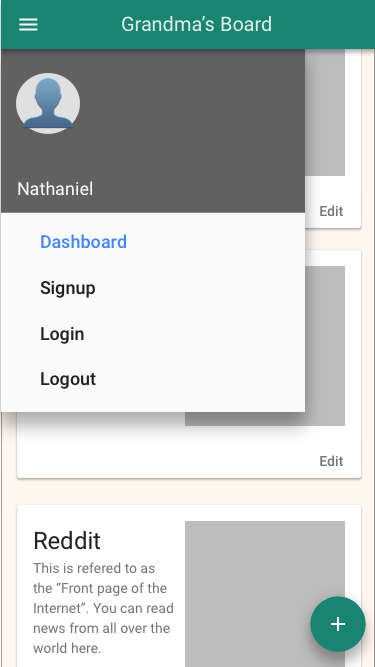 Grandma’s Board
Nathaniel
Edit
Dashboard
Signup
Login
Logout
Edit
Reddit
This is refered to as
the “Front page of the
Internet”. You can read
news from all over the
world here.